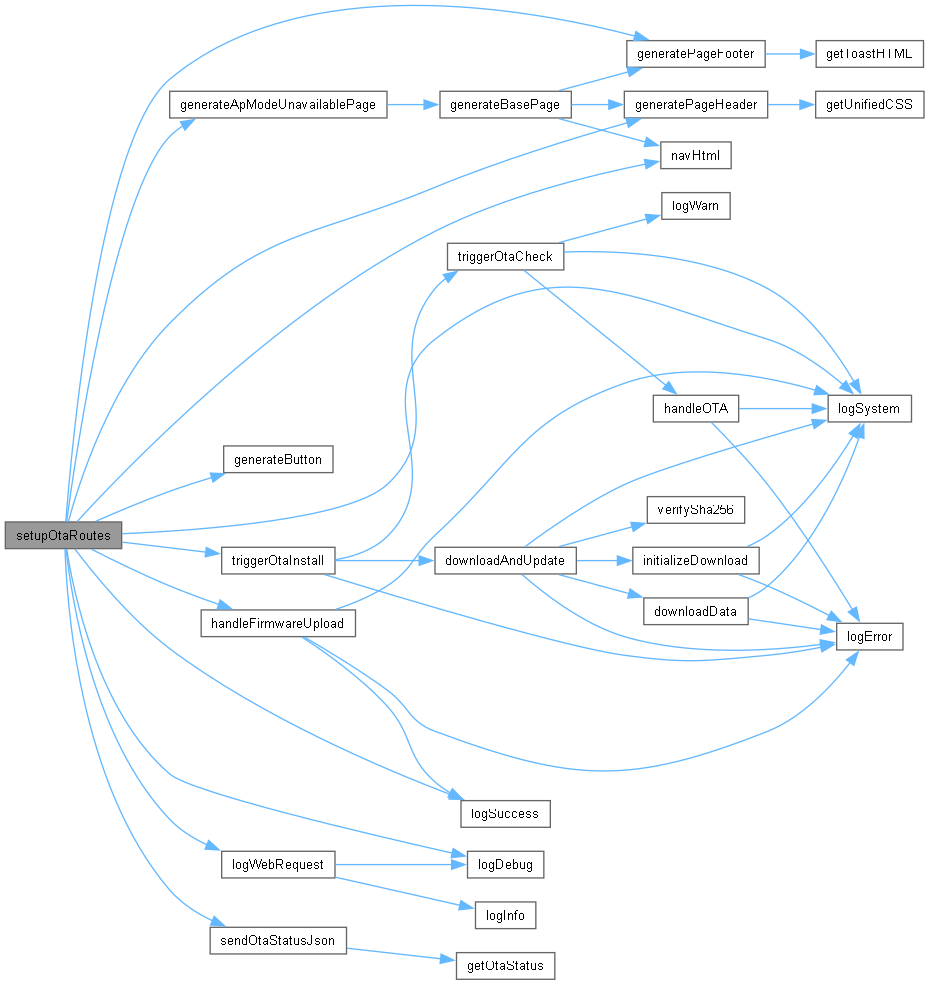 generatePageFooter
getToastHTML
generateApModeUnavailablePage
generateBasePage
generatePageHeader
getUnifiedCSS
navHtml
logWarn
triggerOtaCheck
handleOTA
logSystem
generateButton
verifySha256
setupOtaRoutes
triggerOtaInstall
downloadAndUpdate
initializeDownload
downloadData
handleFirmwareUpload
logError
logSuccess
logWebRequest
logDebug
logInfo
sendOtaStatusJson
getOtaStatus